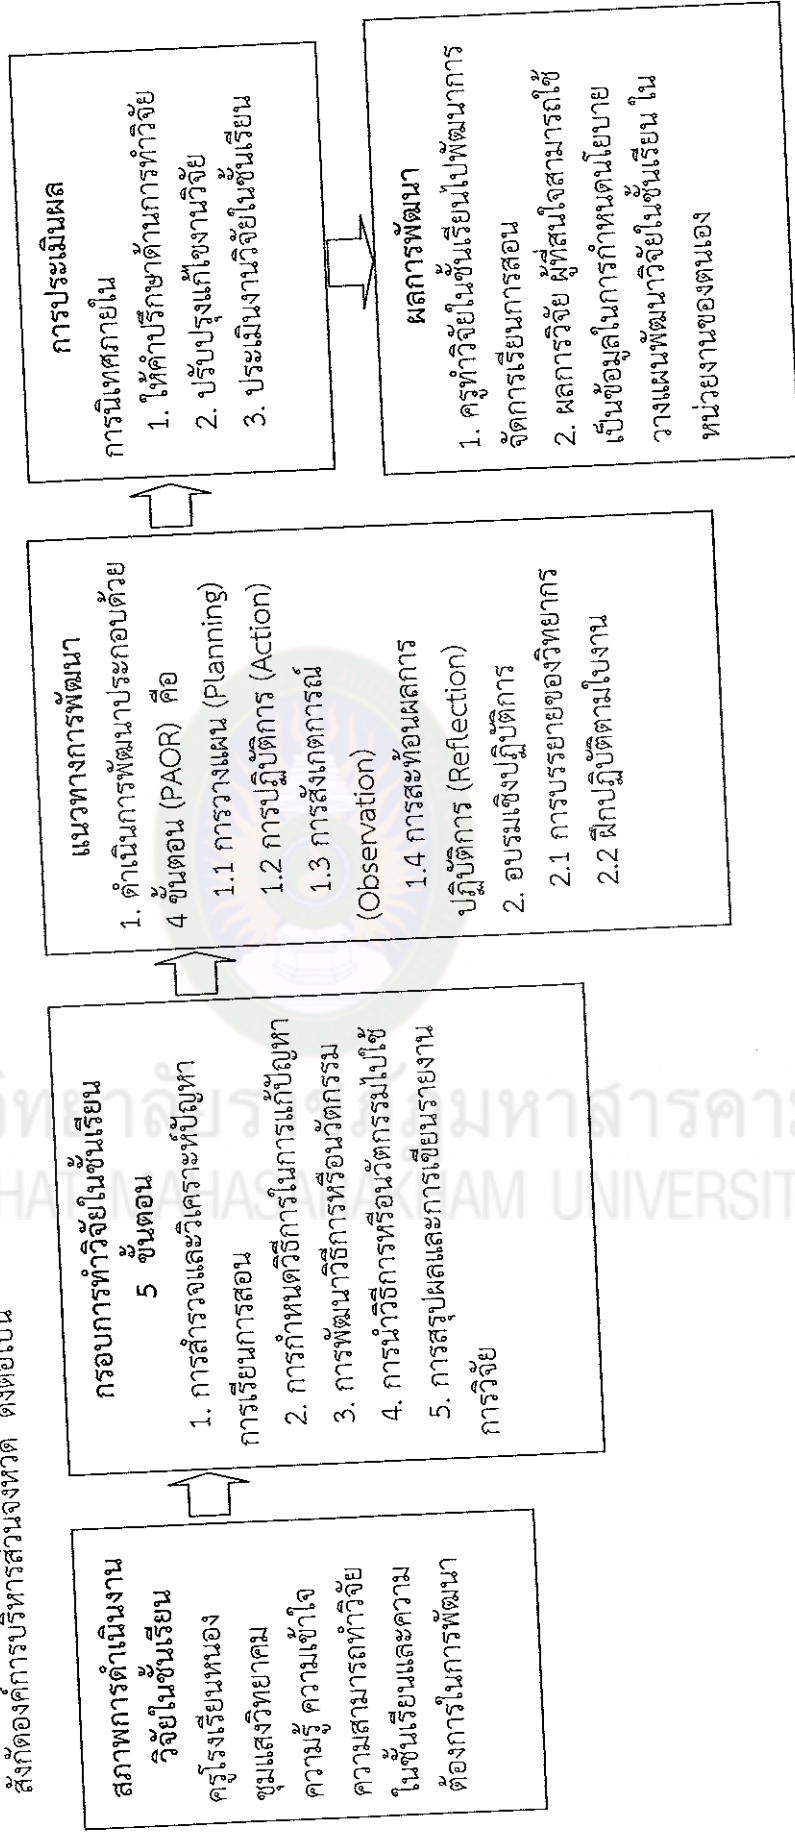 สังกัดองค์การบริหารส่วนจังหวัด ดังต่อไปนี้
สภาพการดำเนินงาน
วิจัยในชั้นเรียน
ครูโรงเรียนหนอง
ซุมแสงวิทยาคม
ความรู้ ความเข้าใจ
ความสามารถทำวิจัย
ในชั้นเรียนและความ
ต้องการในการพัฒนา
กรอบการทำวิจัยในชั้นเรียน
5 ขั้นตอน
1. การสำรวจและวิเคราะห์ปัญหา
การเรียนการสอน
2. การกำหนดวิธีการในการแก้ปัญหา
3. การพัฒนาวิธีการหรือนวัตกรรม
4. การนำวิธีการหรือนวัตกรรมไปใช้
5. การสรุปผลและการเขียนรายงาน
การวิจัย
แนวทางการพัฒนา
1. ดำเนินการพัฒนาประกอบด้วย
4 ขั้นตอน (PAOR) คือ
1.1 การวางแผน (Planning)
1.2 การปฏิบัติการ (Action)
1.3 การสังเกตการณ์
(Observation)
1.4 การสะท้อนผลการ
ปฏิบัติการ (Reflection)
2. อบรมเชิงปฏิบัติการ
2.1 การบรรยายของวิทยากร
2.2 ฝึกปฏิบัติตามใบงาน
การประเมินผล
การนิเทศภายใน
1. ให้คำปรึกษาด้านการทำวิจัย
2. ปรับปรุงแก้ไขงานวิจัย
3. ประเมินงานวิจัยในชั้นเรียน
ผลการพัฒนา
1. ครูทำวิจัยในชั้นเรียนไปพัฒนาการ
จัดการเรียนการสอน
2. ผลการวิจัย ผู้ที่สนใจสามารถใช้
เป็นข้อมูลในการกำหนดนโยบาย
วางแผนพัฒนาวิจัยในชั้นเรียน ใน
หน่วยงานของตนเอง